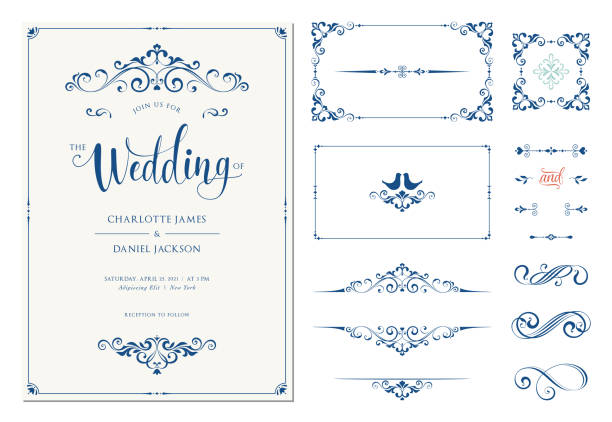 JOIN US FOR
THE Wedding OF
CHARLOTTE JAMES
&
DANIEL JACKSON
SATURDAY, APRIL 25, 2021 / AT 3 PM
Adipiscing Elit / New York
RECEPTION TO FOLLOW
and